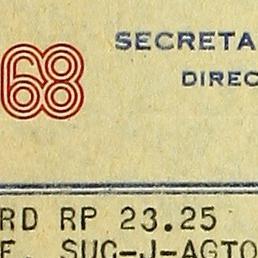 68
SECRETA
DIREC
RD RP 23.25
F. SUC-J-AGTO